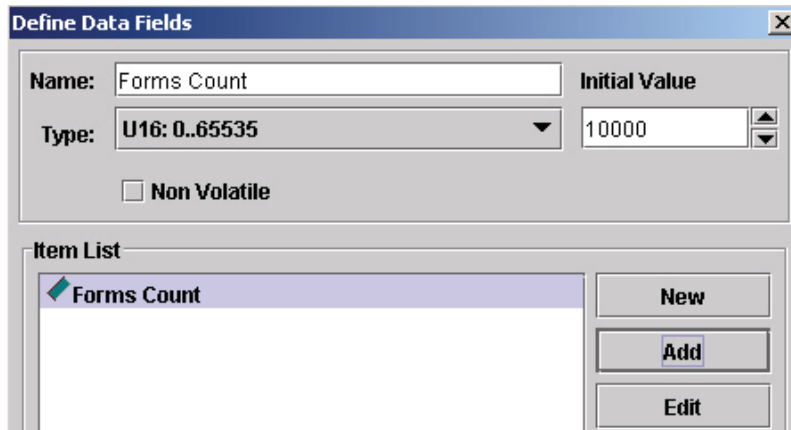 Define Data Fields
Name: Forms Count Initial Value
Type: U16: 0..65535 10000
Non Volatile
Item List
Forms Count New
Add
Edit